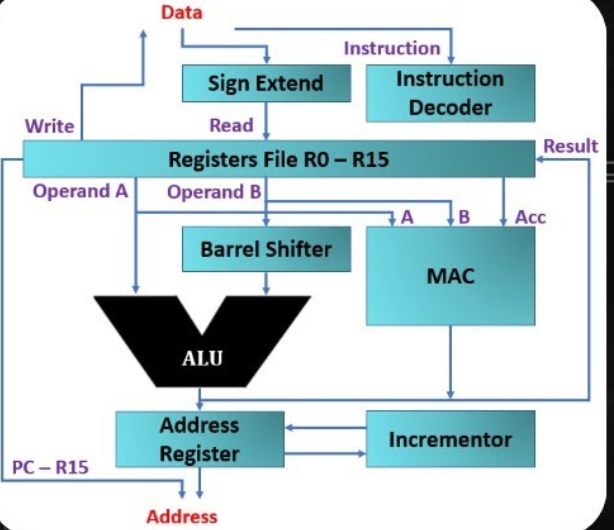 Data
Instruction
Sign Extend
Instruction
Decoder
Write
Read
Registers File R0 – R15
Result
Operand A
Operand B
A
B
Acc
Barrel Shifter
MAC
ALU
Address
Register
Incrementor
PC – R15
Address